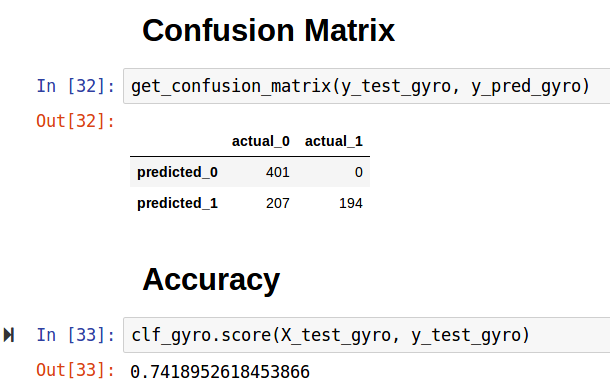 Confusion Matrix
In [32]: get_confusion_matrix(y_test_gyro, y_pred_gyro)
Out[32]:
actual_0 actual_1
predicted_0 401 0
predicted_1 207 194
Accuracy
In [33]: clf_gyro.score(X_test_gyro, y_test_gyro)
Out[33]: 0.7418952618453866